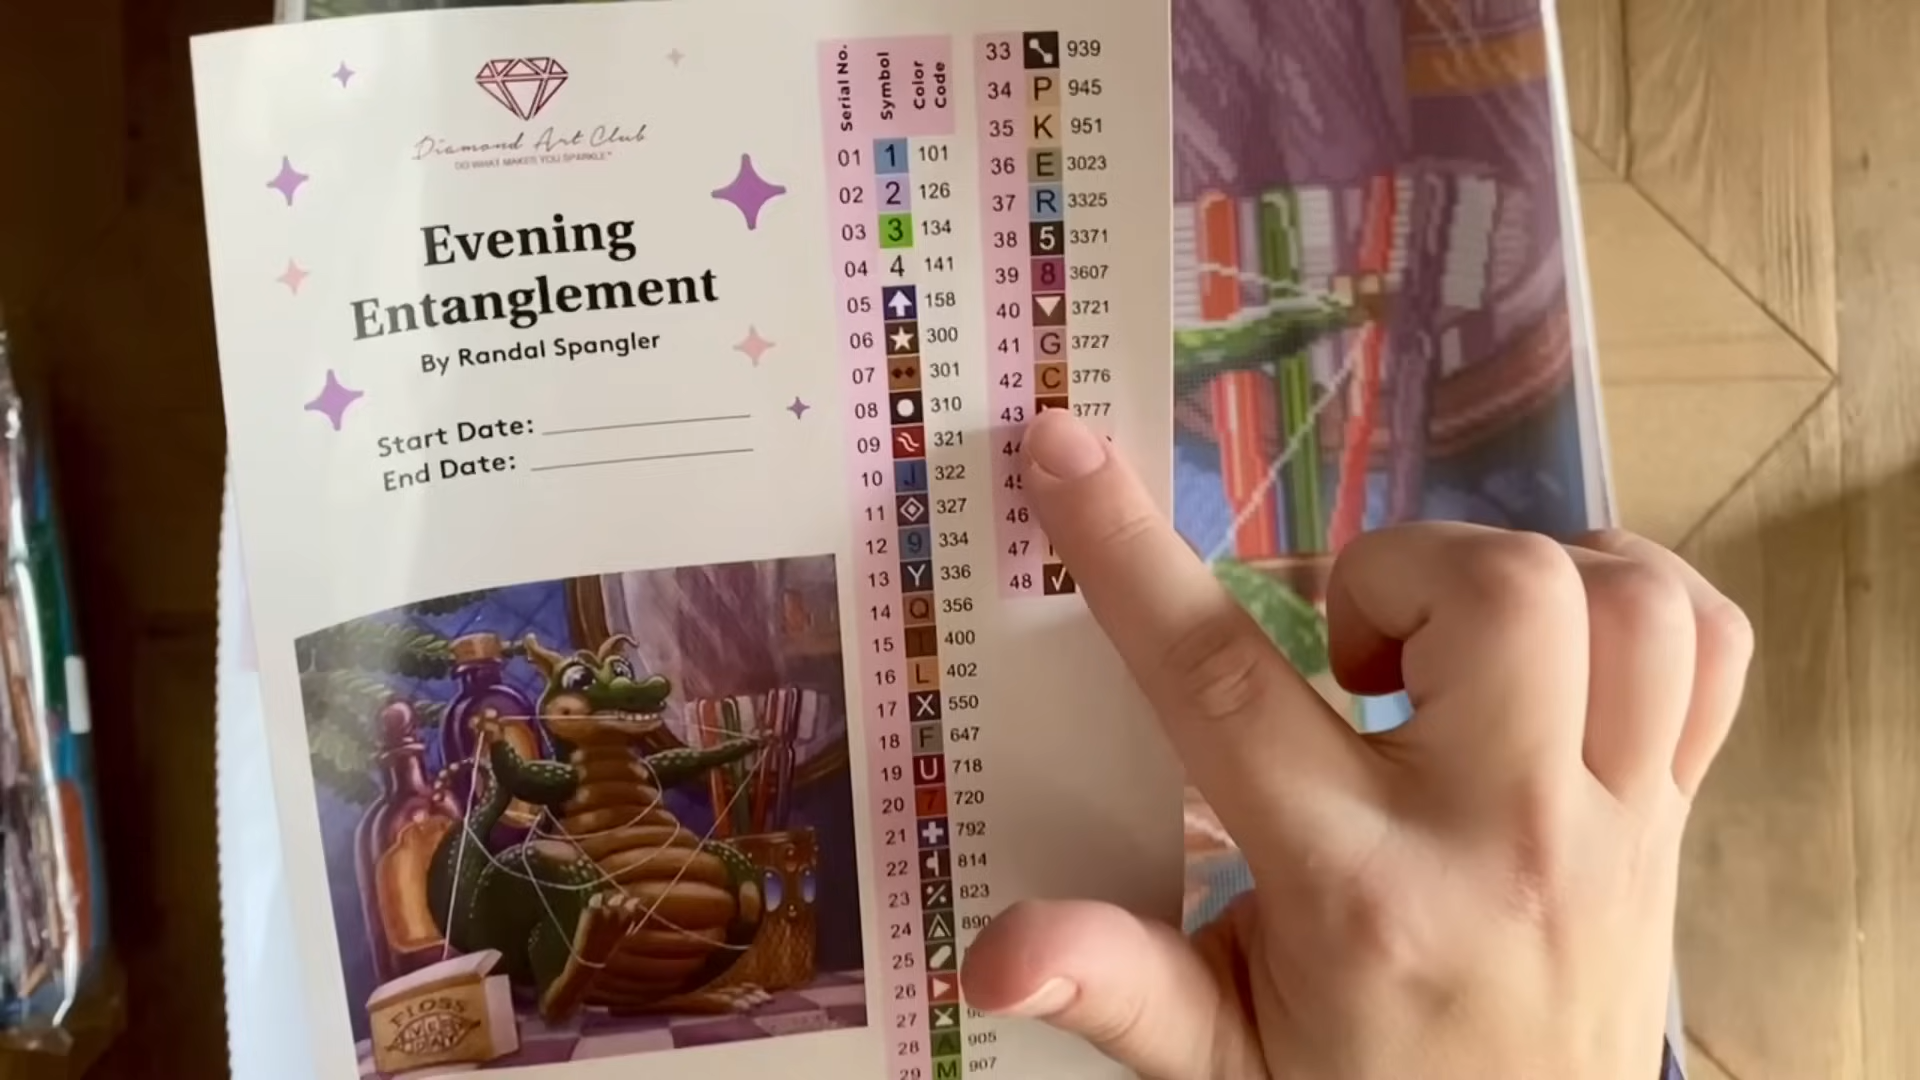 Diamond Art Club
DO WHAT MAKES YOU SPARKLE™
Evening
Entanglement
By Randal Spangler
Start Date:
End Date:
FLOSS
EVERY
DAY
Serial No. Symbol Color Code
01 1 101
02 2 126
03 3 134
04 4 141
05 158
06 300
07 301
08 310
09 321
10 J 322
11 327
12 9 334
13 Y 336
14 Q 356
15 T 400
16 L 402
17 X 550
18 F 647
19 U 718
20 7 720
21 792
22 814
23 823
24 890
25
26
27
28 A 905
29 M 907
33 939
34 P 945
35 K 951
36 E 3023
37 R 3325
38 5 3371
39 8 3607
40 3721
41 G 3727
42 C 3776
43 3777
44
45
46
47
48 √